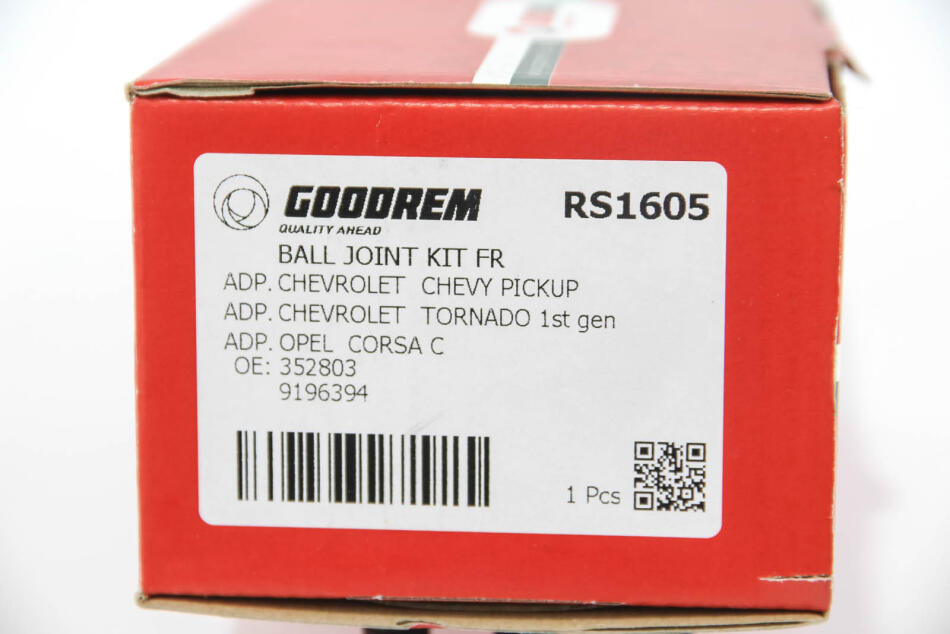 GOODREM RS1605
QUALITY AHEAD
BALL JOINT KIT FR
ADP. CHEVROLET CHEVY PICKUP
ADP. CHEVROLET TORNADO 1st gen
ADP. OPEL CORSA C
OE: 352803
9196394
1 Pcs